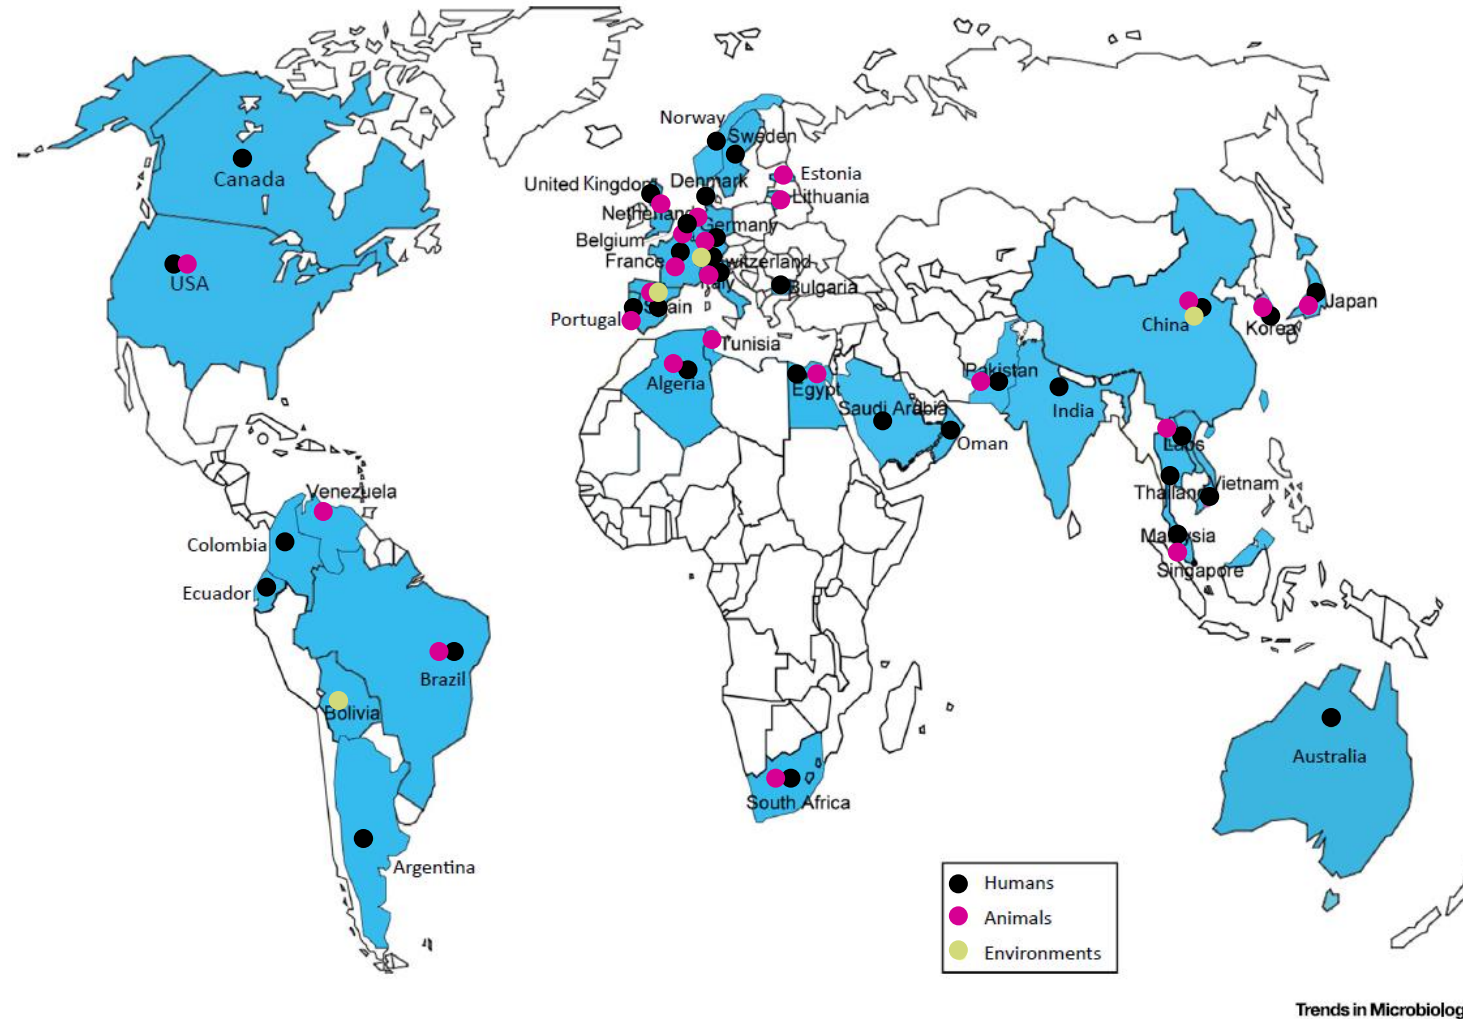 Norway
Sweden
Canada
United Kingdom
Denmark
Estonia
Lithuania
Netherland
Germany
Belgium
France
Switzerland
Italy
USA
Bulgaria
Spain
Portugal
Japan
China
Korea
Tunisia
Algeria
Egypt
Pakistan
Saudi Arabia
India
Oman
Laos
Venezuela
Thailand
Vietnam
Colombia
Malaysia
Singapore
Ecuador
Brazil
Bolivia
Australia
South Africa
Argentina
Humans
Animals
Environments
Trends in Microbiolog